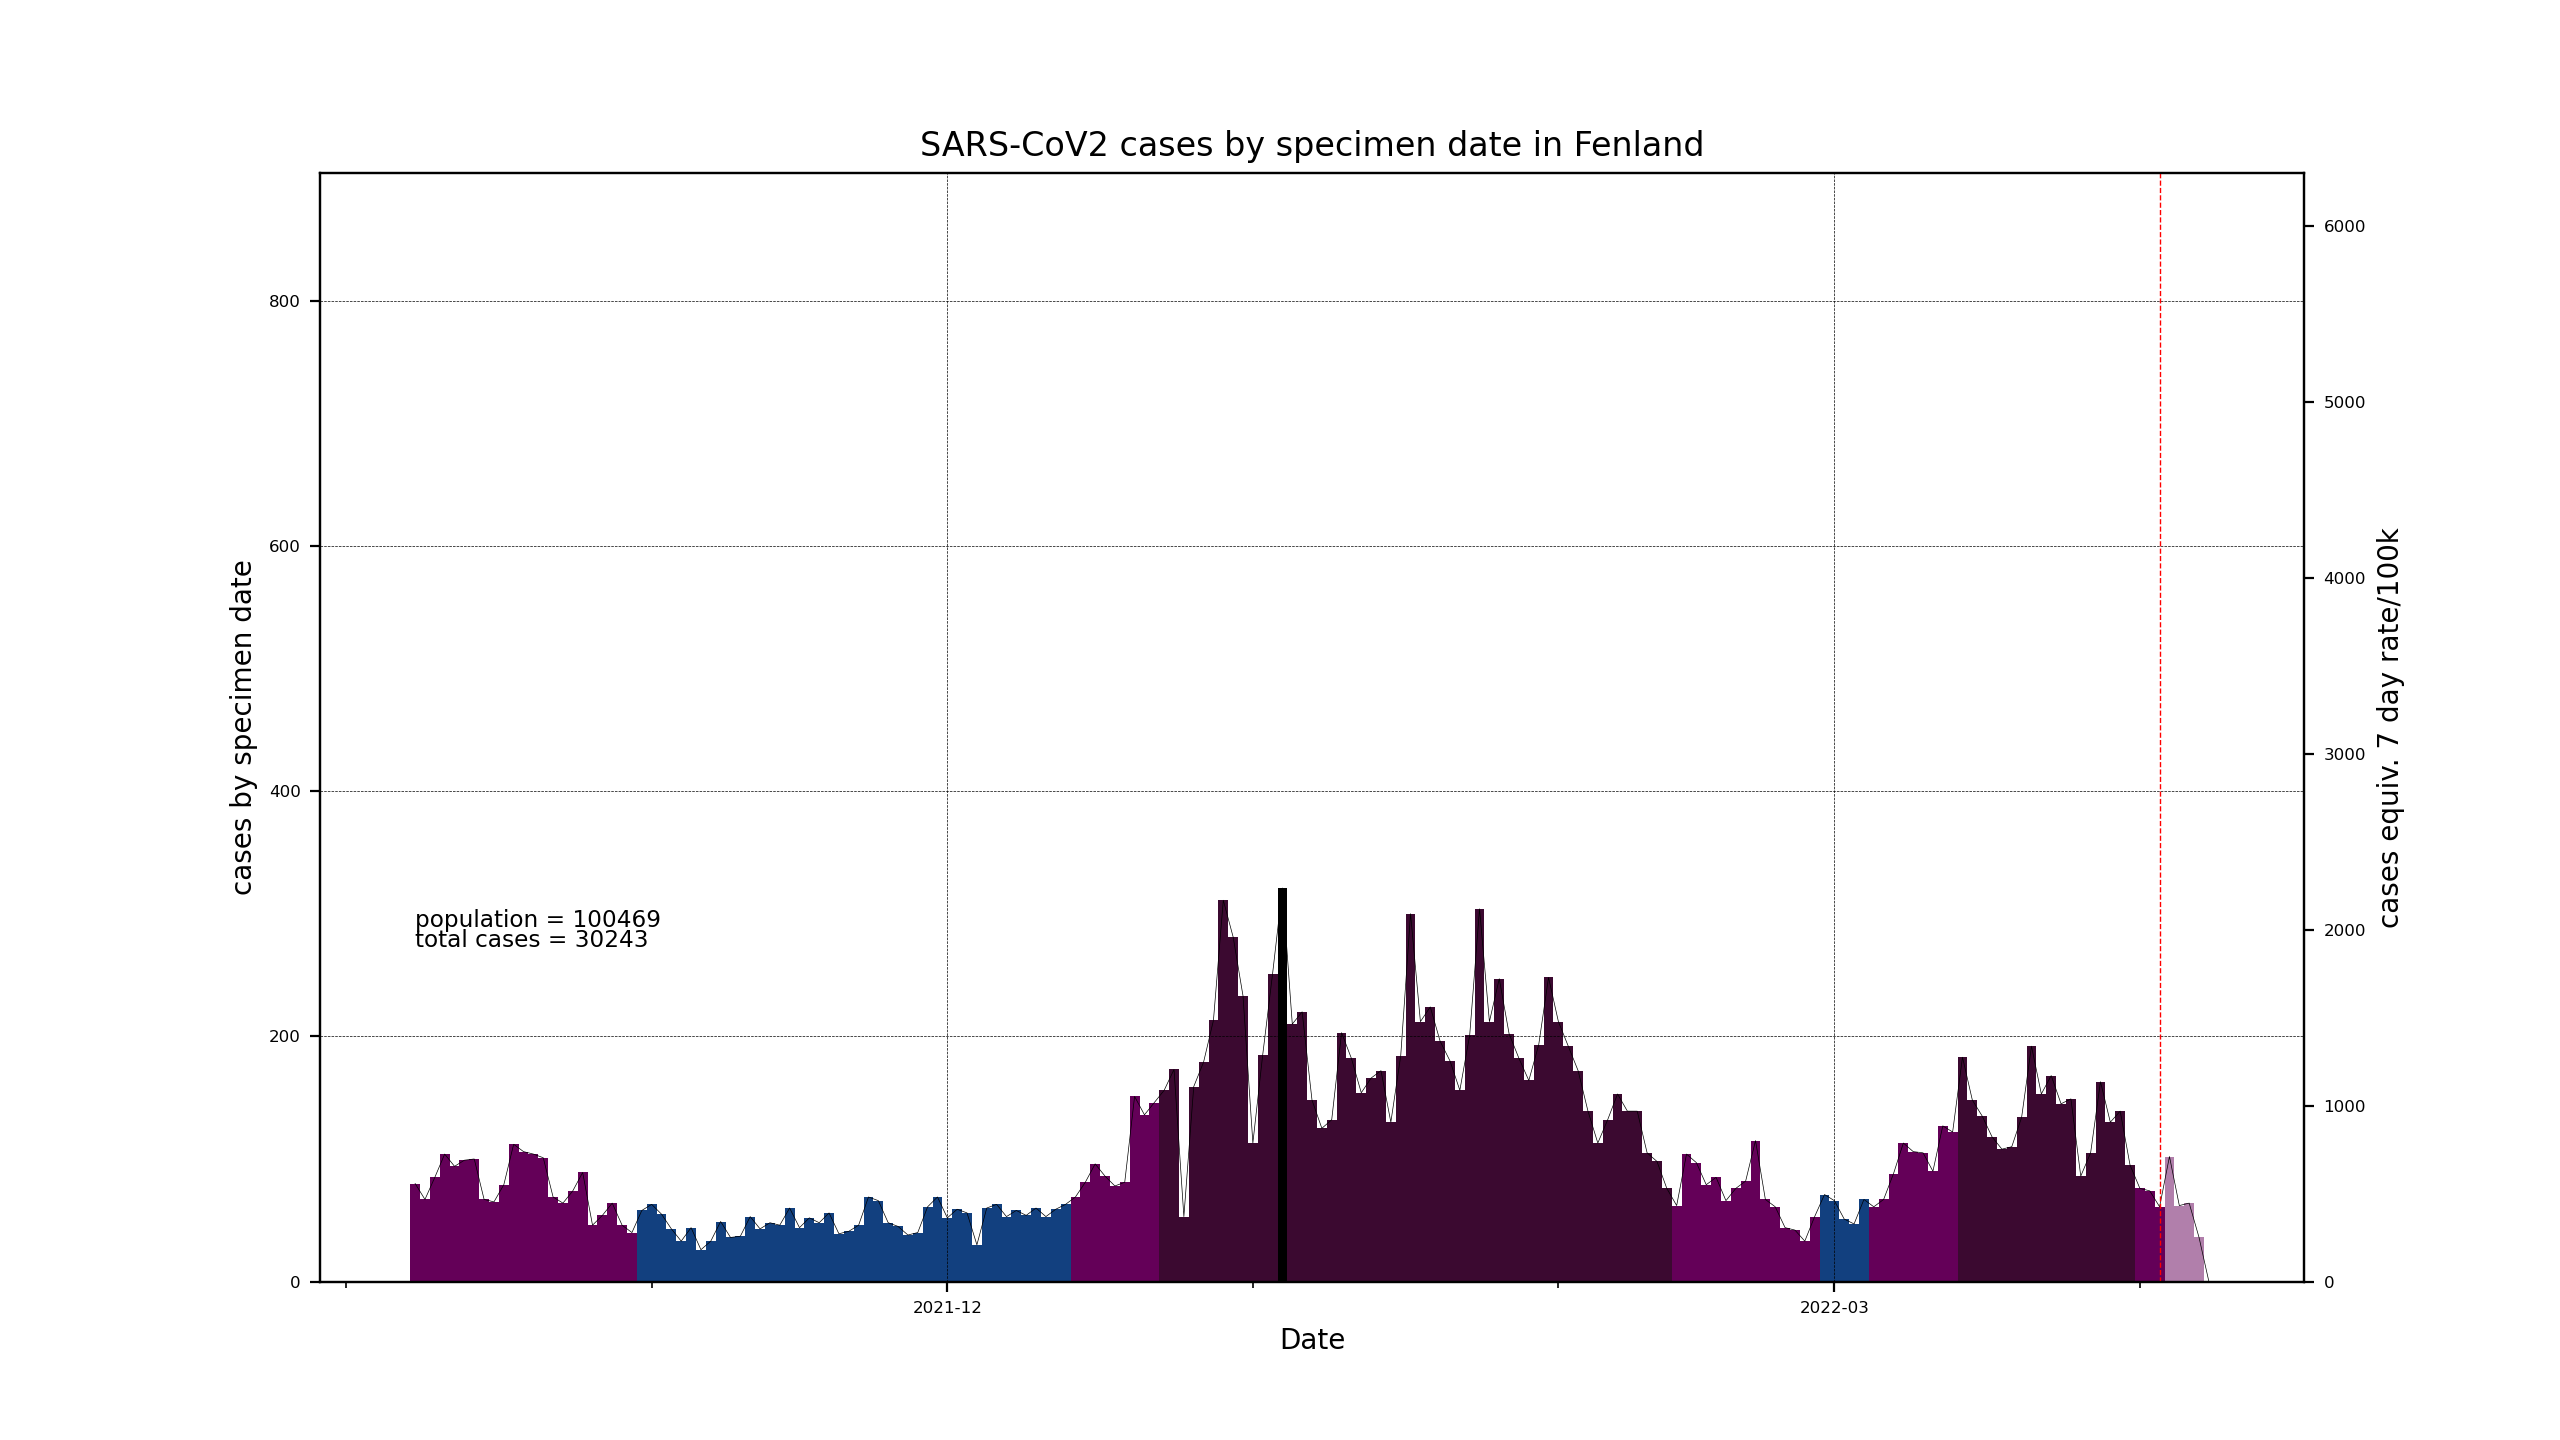 SARS-CoV2 cases by specimen date in Fenland
cases by specimen date
800
600
400
200
0
population = 100469
total cases = 30243
6000
5000
4000
3000
2000
1000
0
cases equiv. 7 day rate/100k
2021-12
2022-03
Date